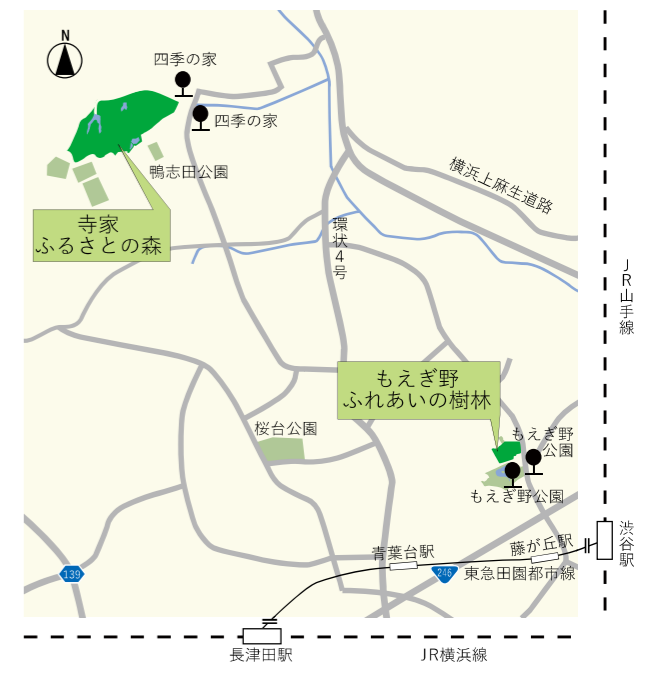 N
四季の家
四季の家
鴨志田公園
横浜上麻生道路
寺家
ふるさとの森
環状4号
JR山手線
もえぎ野
ふれあいの樹林
桜台公園
もえぎ野
公園
もえぎ野公園
渋谷駅
藤が丘駅
青葉台駅
139
246
東急田園都市線
長津田駅
JR横浜線